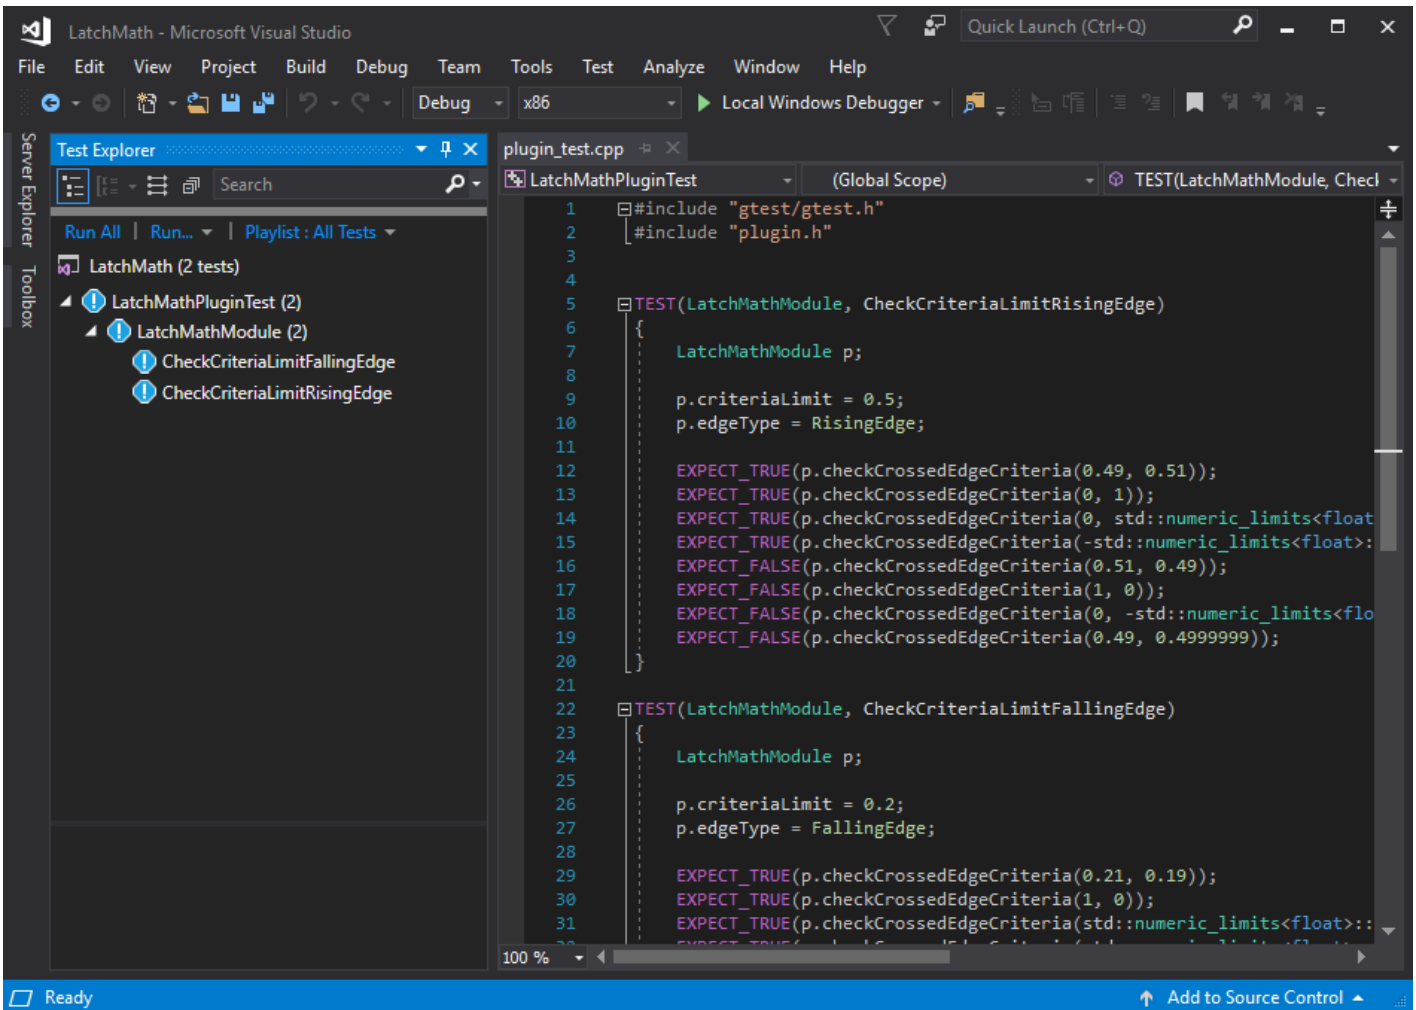 LatchMath - Microsoft Visual Studio
Quick Launch (Ctrl+Q)
File Edit View Project Build Debug Team Tools Test Analyze Window Help
Debug x86 Local Windows Debugger
Server Explorer
Toolbox
Test Explorer
Search
Run All | Run... | Playlist : All Tests
LatchMath (2 tests)
LatchMathPluginTest (2)
LatchMathModule (2)
CheckCriteriaLimitFallingEdge
CheckCriteriaLimitRisingEdge
plugin_test.cpp
LatchMathPluginTest (Global Scope) TEST(LatchMathModule, Check
1 #include "gtest/gtest.h"
2 #include "plugin.h"
3
4
5 TEST(LatchMathModule, CheckCriteriaLimitRisingEdge)
6 {
7 LatchMathModule p;
8
9 p.criteriaLimit = 0.5;
10 p.edgeType = RisingEdge;
11
12 EXPECT_TRUE(p.checkCrossedEdgeCriteria(0.49, 0.51));
13 EXPECT_TRUE(p.checkCrossedEdgeCriteria(0, 1));
14 EXPECT_TRUE(p.checkCrossedEdgeCriteria(0, std::numeric_limits<float
15 EXPECT_TRUE(p.checkCrossedEdgeCriteria(-std::numeric_limits<float>:
16 EXPECT_FALSE(p.checkCrossedEdgeCriteria(0.51, 0.49));
17 EXPECT_FALSE(p.checkCrossedEdgeCriteria(1, 0));
18 EXPECT_FALSE(p.checkCrossedEdgeCriteria(0, -std::numeric_limits<flo
19 EXPECT_FALSE(p.checkCrossedEdgeCriteria(0.49, 0.4999999));
20 }
21
22 TEST(LatchMathModule, CheckCriteriaLimitFallingEdge)
23 {
24 LatchMathModule p;
25
26 p.criteriaLimit = 0.2;
27 p.edgeType = FallingEdge;
28
29 EXPECT_TRUE(p.checkCrossedEdgeCriteria(0.21, 0.19));
30 EXPECT_TRUE(p.checkCrossedEdgeCriteria(1, 0));
31 EXPECT_TRUE(p.checkCrossedEdgeCriteria(std::numeric_limits<float>::
100 %
Ready
Add to Source Control